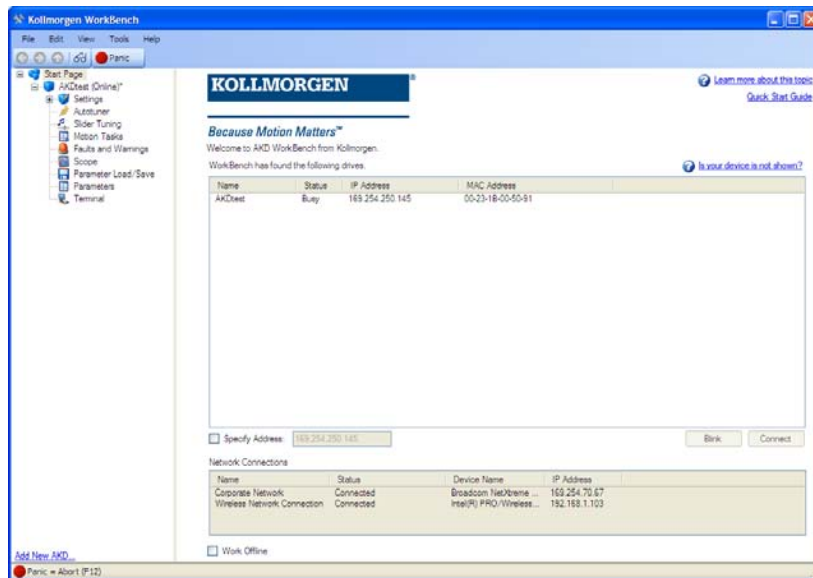 Kollmorgen WorkBench
File Edit View Tools Help
Panic
Start Page
AKDtest (Online)*
Settings
Autotuner
Slider Tuning
Motion Tasks
Faults and Warnings
Scope
Parameter Load/Save
Parameters
Terminal
Add New AKD...
KOLLMORGEN®
Because Motion Matters™
Welcome to AKD WorkBench from Kollmorgen.
WorkBench has found the following drives.
Learn more about this topic
Quick Start Guide
Is your device is not shown?
Name Status IP Address MAC Address
AKDtest Busy 169.254.250.145 00-23-1B-00-50-91
Specify Address: 169.254.250.145
Blink Connect
Network Connections
Name Status Device Name IP Address
Corporate Network Connected Broadcom NetXtreme ... 169.254.70.67
Wireless Network Connection Connected Intel(R) PRO/Wireless... 192.168.1.103
Work Offline
Panic = Abort (F12)